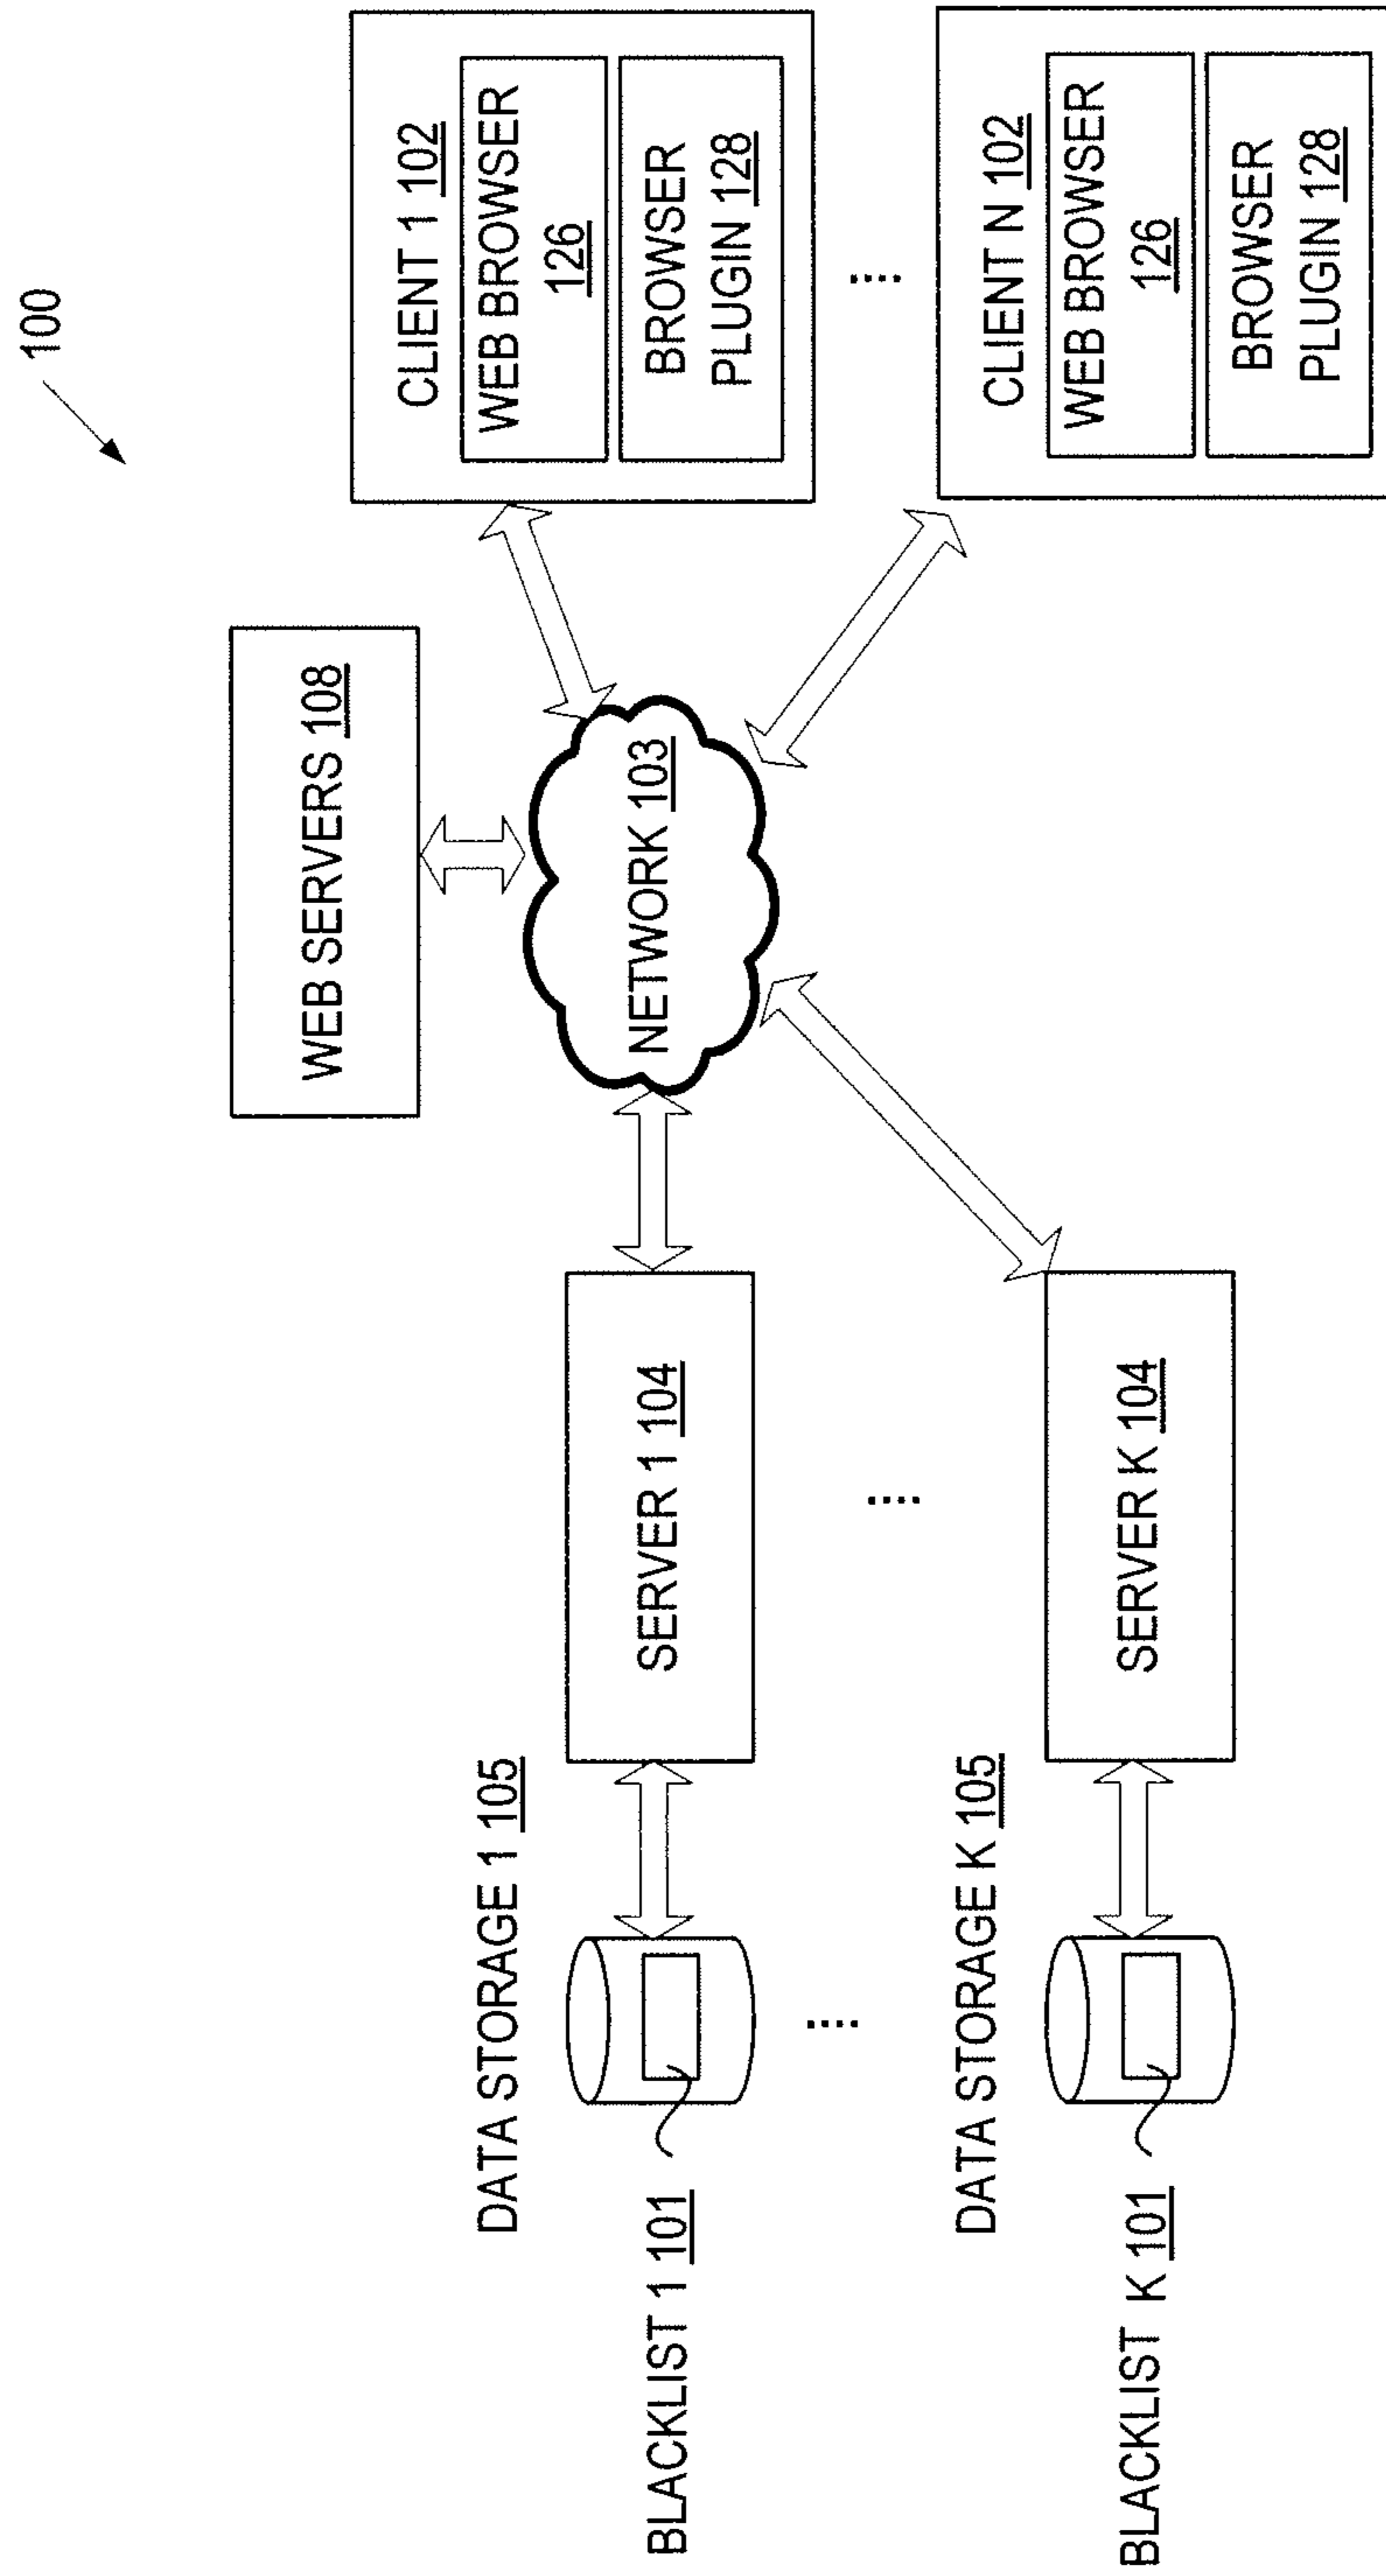 100
WEB SERVERS 108
CLIENT 1 102
WEB BROWSER
126
BROWSER
PLUGIN 128
....
CLIENT N 102
WEB BROWSER
126
BROWSER
PLUGIN 128
NETWORK 103
DATA STORAGE 1 105
SERVER 1 104
BLACKLIST 1 101
....
....
DATA STORAGE K 105
SERVER K 104
BLACKLIST K 101